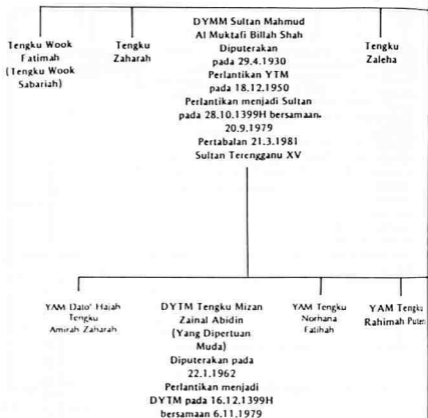 Tengku Wook
Fatimah
(Tengku Wook
Sabariah)
Tengku
Zaharah
DYMM Sultan Mahmud
Al Muktafi Billah Shah
Diputerakan
pada 29.4.1930
Perlantikan YTM
pada 18.12.1950
Perlantikan menjadi Sultan
pada 28.10.1399H bersamaan.
20.9.1979
Pertabalan 21.3.1981
Sultan Terengganu XV
Tengku
Zaleha
YAM Dato' Hajah
Tengku
Amirah Zaharah
DYTM Tengku Mizan
Zainal Abidin
(Yang Dipertuan
Muda)
Diputerakan pada
22.1.1962
Perlantikan menjadi
DYTM pada 16.12.1399H
bersamaan 6.11.1979
YAM Tengku
Norhana
Fatihah
YAM Tengku
Rahimah Puteri